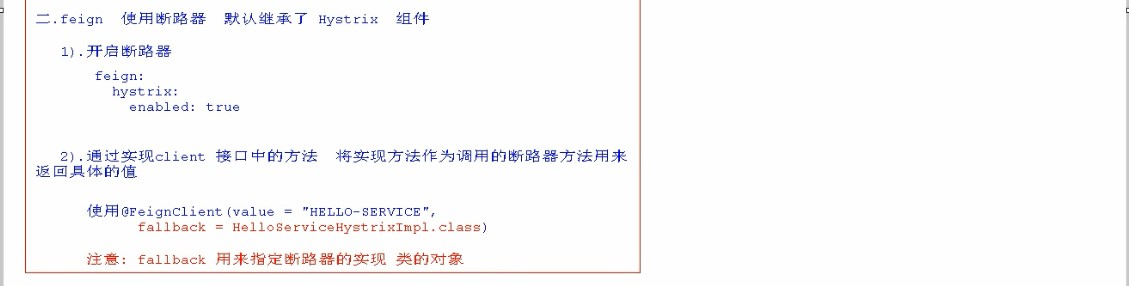 二.feign 使用断路器 默认继承了 Hystrix 组件
1).开启断路器
feign:
hystrix:
enabled: true
2).通过实现client 接口中的方法 将实现方法作为调用的断路器方法用来
返回具体的值
使用@FeignClient(value = "HELLO-SERVICE",
fallback = HelloServiceHystrixImpl.class)
注意: fallback 用来指定断路器的实现 类的对象